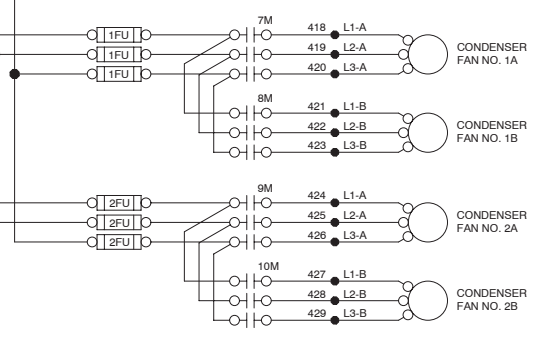 7M
1FU 418 L1-A
1FU 419 L2-A
1FU 420 L3-A
CONDENSER
FAN NO. 1A
8M
421 L1-B
422 L2-B
423 L3-B
CONDENSER
FAN NO. 1B
9M
2FU 424 L1-A
2FU 425 L2-A
2FU 426 L3-A
CONDENSER
FAN NO. 2A
10M
427 L1-B
428 L2-B
429 L3-B
CONDENSER
FAN NO. 2B